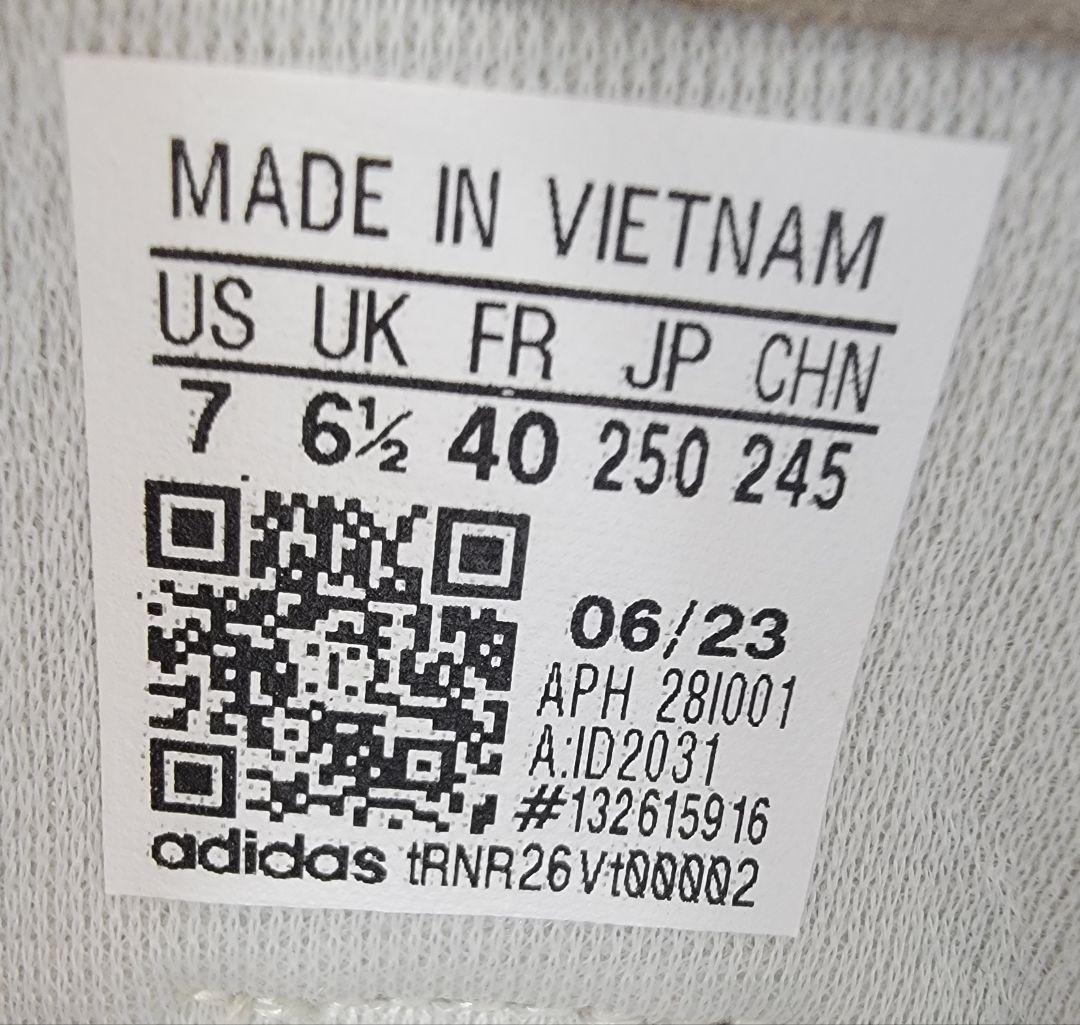 MADE IN VIETNAM
US UK FR JP CHN
7 6½ 40 250 245
06/23
APH 28I001
A:ID2031
#132615916
adidas tRNR26Vt00002